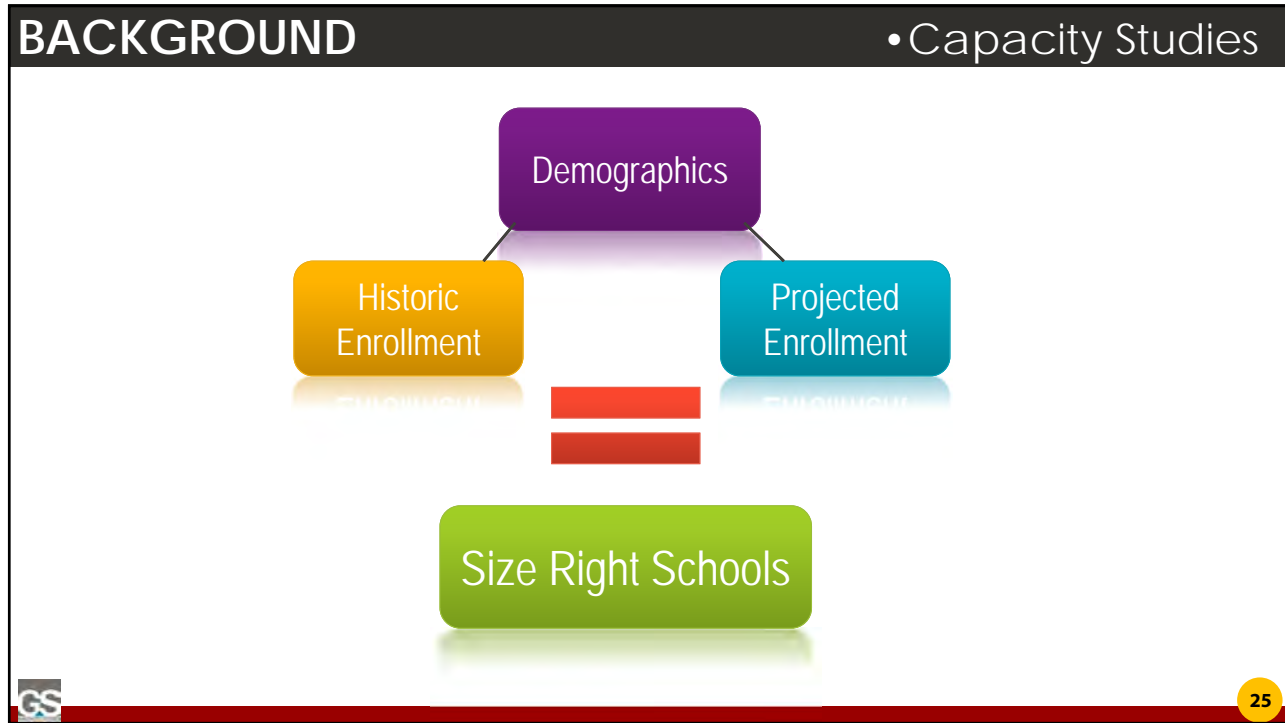 BACKGROUND
•Capacity Studies
Demographics
Historic
Enrollment
Projected
Enrollment
Size Right Schools
GS
25